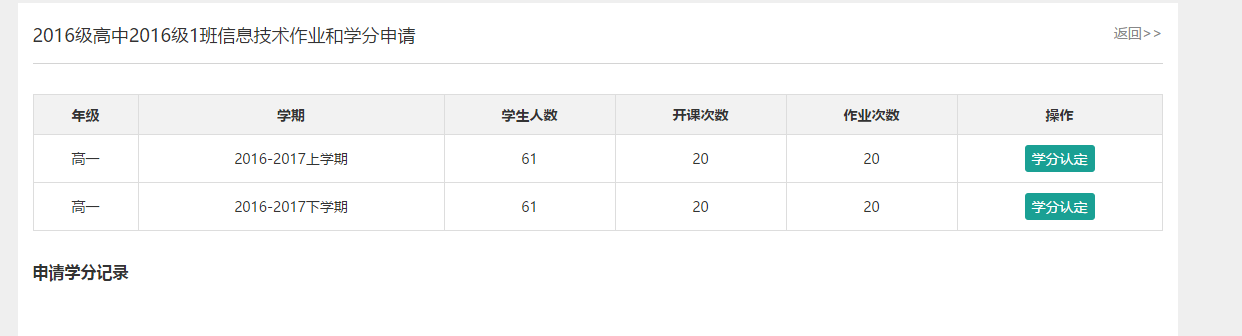 2016级高中2016级1班信息技术作业和学分申请 返回>>
年级 学期 学生人数 开课次数 作业次数 操作
高一 2016-2017上学期 61 20 20 学分认定
高一 2016-2017下学期 61 20 20 学分认定
申请学分记录